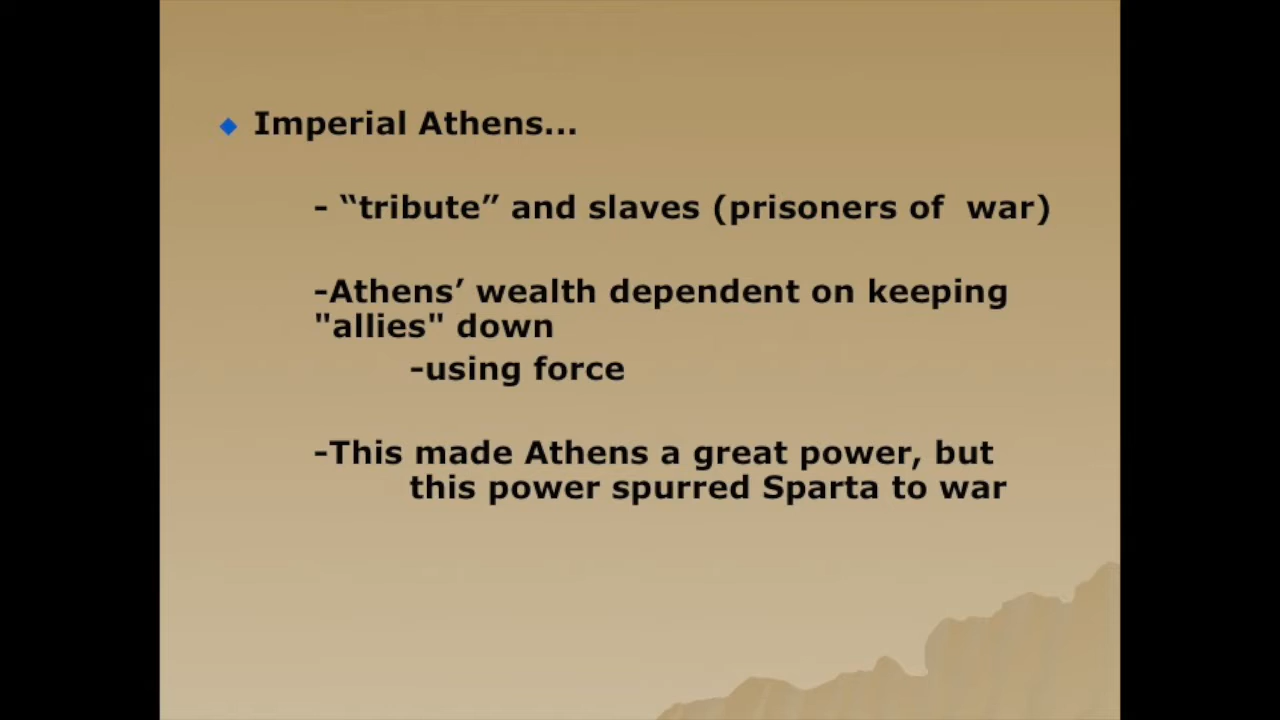 Imperial Athens...
- “tribute” and slaves (prisoners of  war)
-Athens’ wealth dependent on keeping
"allies" down
-using force
-This made Athens a great power, but
this power spurred Sparta to war